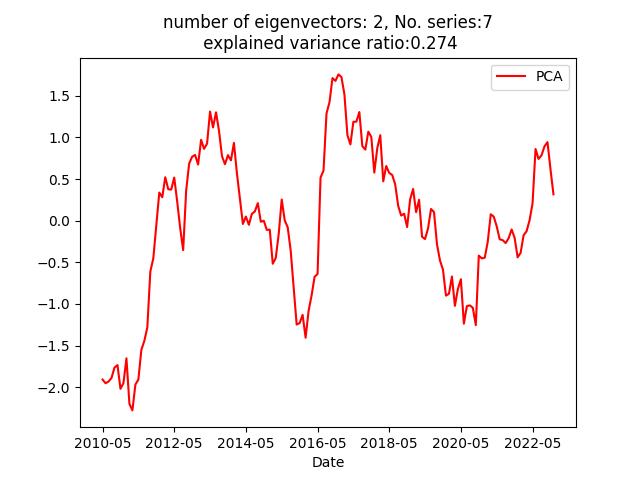 number of eigenvectors: 2, No. series:7
explained variance ratio:0.274
PCA
1.5
1.0
0.5
0.0
−0.5
−1.0
−1.5
−2.0
2010-05 2012-05 2014-05 2016-05 2018-05 2020-05 2022-05
Date